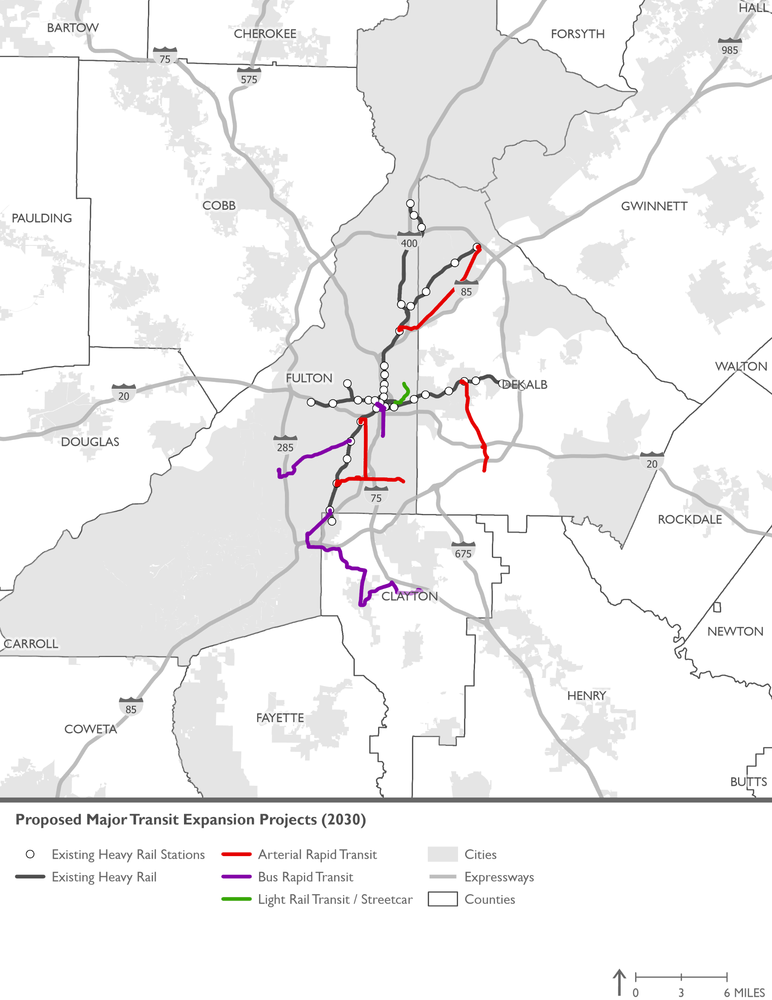 HALL
BARTOW
CHEROKEE
FORSYTH
985
75
575
COBB
GWINNETT
PAULDING
400
85
WALTON
FULTON
DEKALB
20
DOUGLAS
285
20
75
ROCKDALE
675
CLAYTON
NEWTON
CARROLL
HENRY
85
FAYETTE
COWETA
BUTTS
Proposed Major Transit Expansion Projects (2030)
Existing Heavy Rail Stations
Arterial Rapid Transit
Cities
Existing Heavy Rail
Bus Rapid Transit
Expressways
Light Rail Transit / Streetcar
Counties
0 3 6 MILES